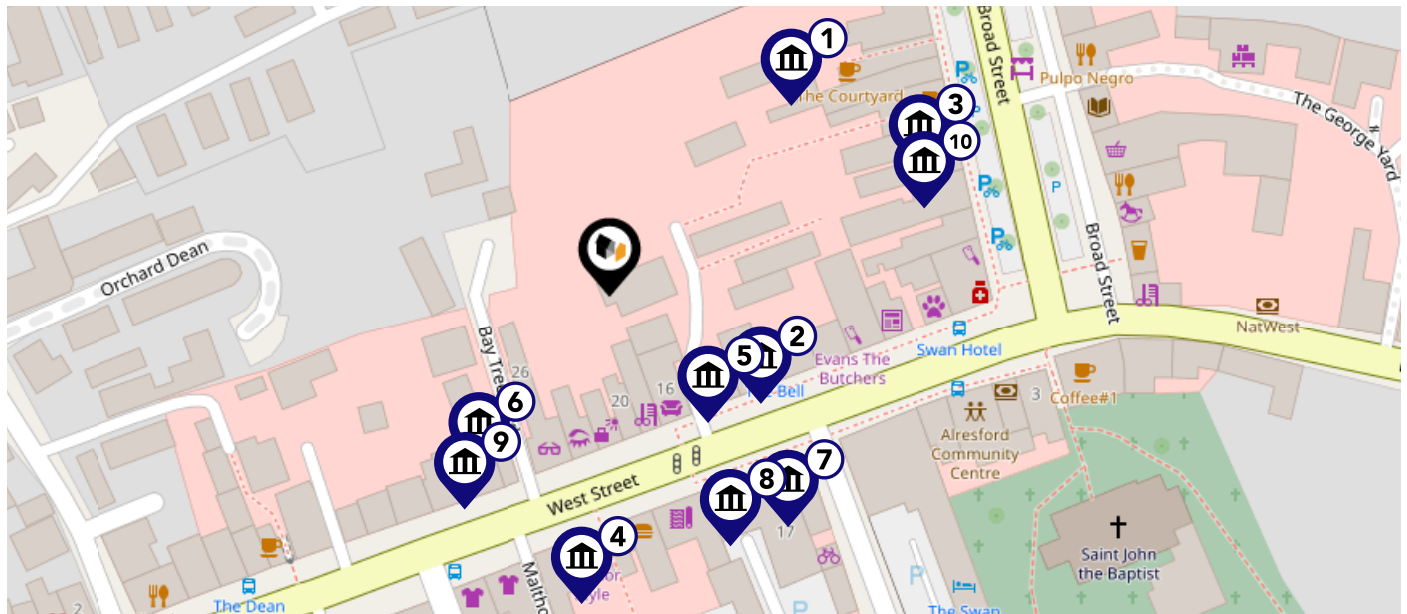 1
Broad Street
Pulpo Negro
The Courtyard
3
P
P
10
The George Yard
P
P
P
Orchard Dean
Broad Street
NatWest
2
5
Swan Hotel
Evans The
Butchers
Bell
Bay Tree
26
16
20
3
Coffee#1
6
9
Alresford
Community
Centre
7
8
West Street
17
4
Saint John
the Baptist
P
P
The Dean
The Swan
2